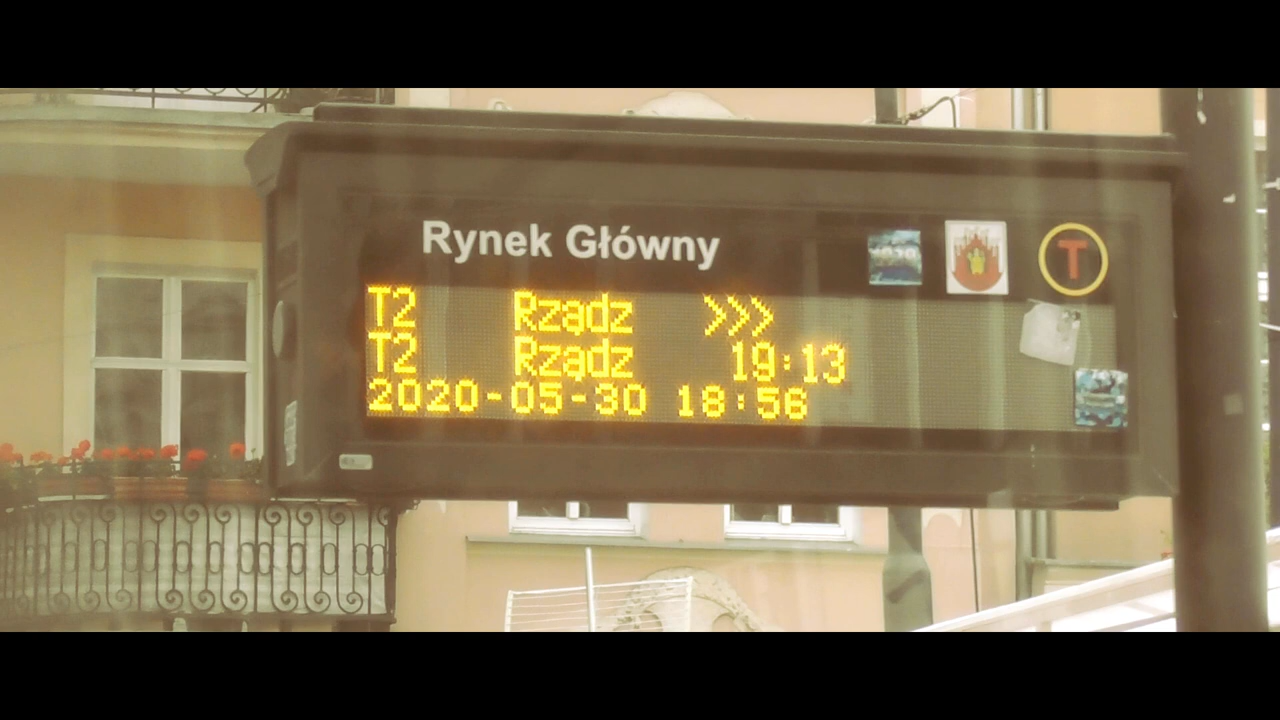 Rynek Główny
T
T2 Rządz >>>
T2 Rządz 19:13
2020-05-30 18:56